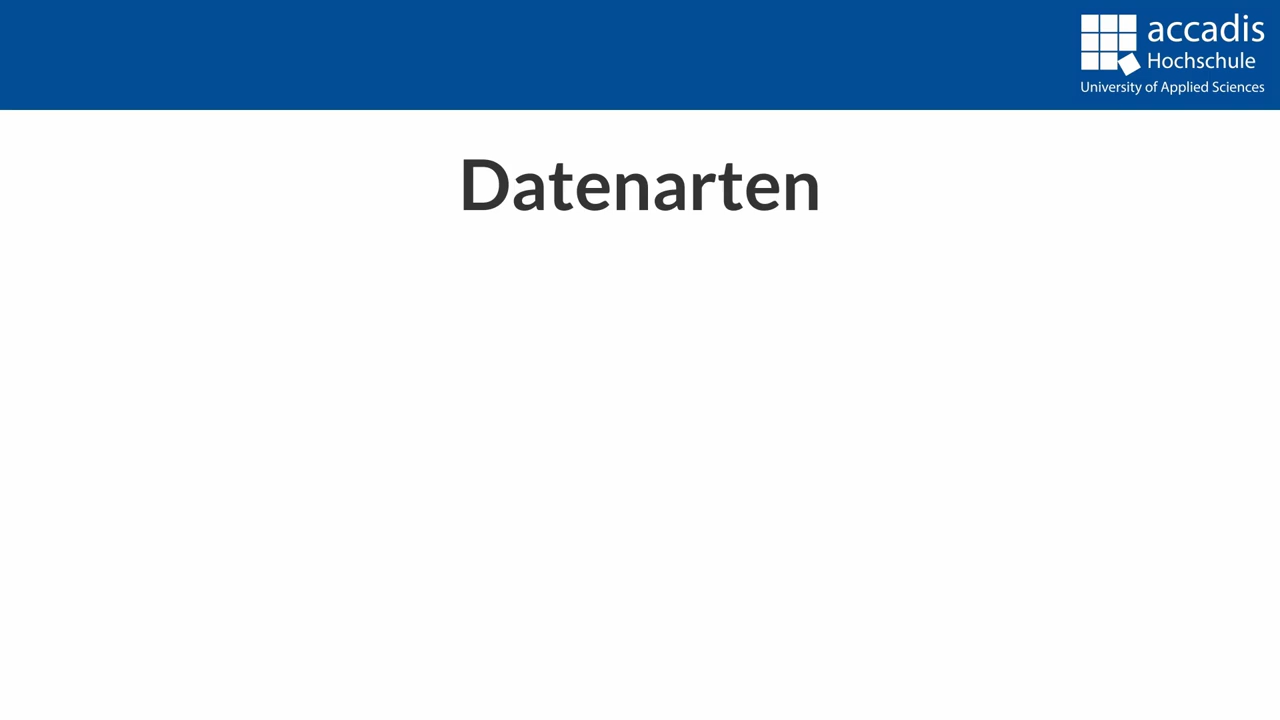 accadis
Hochschule
University of Applied Sciences
Datenarten